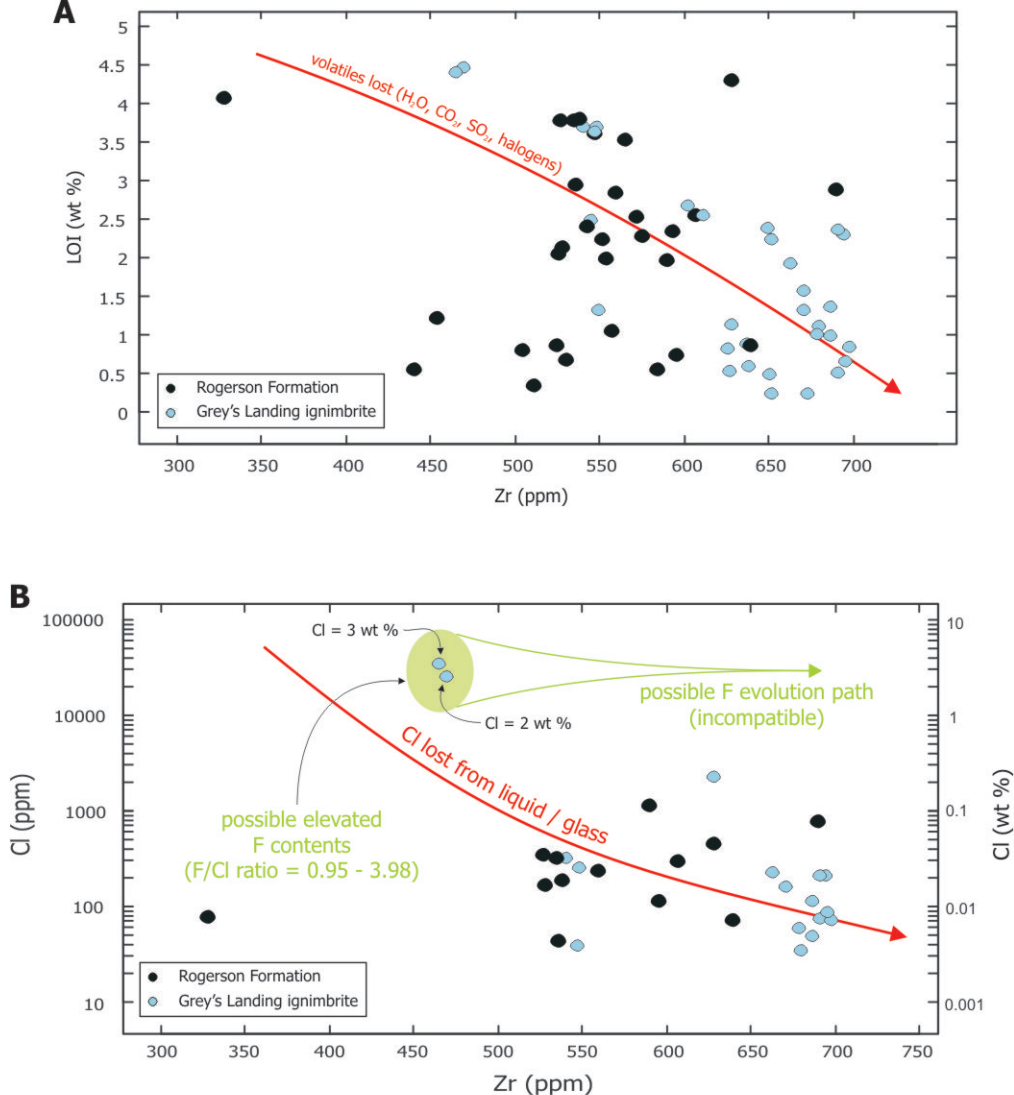 A
5
4.5
4
3.5
3
2.5
2
1.5
1
0.5
0
LOI (wt %)
volatiles lost (H₂O, CO₂, SO₂, halogens)
Rogerson Formation
Grey's Landing ignimbrite
300 350 400 450 500 550 600 650 700
Zr (ppm)
B
100000
10000
1000
100
10
Cl (ppm)
10
1
0.1
0.01
0.001
Cl (wt %)
Cl = 3 wt %
Cl = 2 wt %
possible F evolution path
(incompatible)
Cl lost from liquid / glass
possible elevated
F contents
(F/Cl ratio = 0.95 - 3.98)
Rogerson Formation
Grey's Landing ignimbrite
300 350 400 450 500 550 600 650 700 750
Zr (ppm)